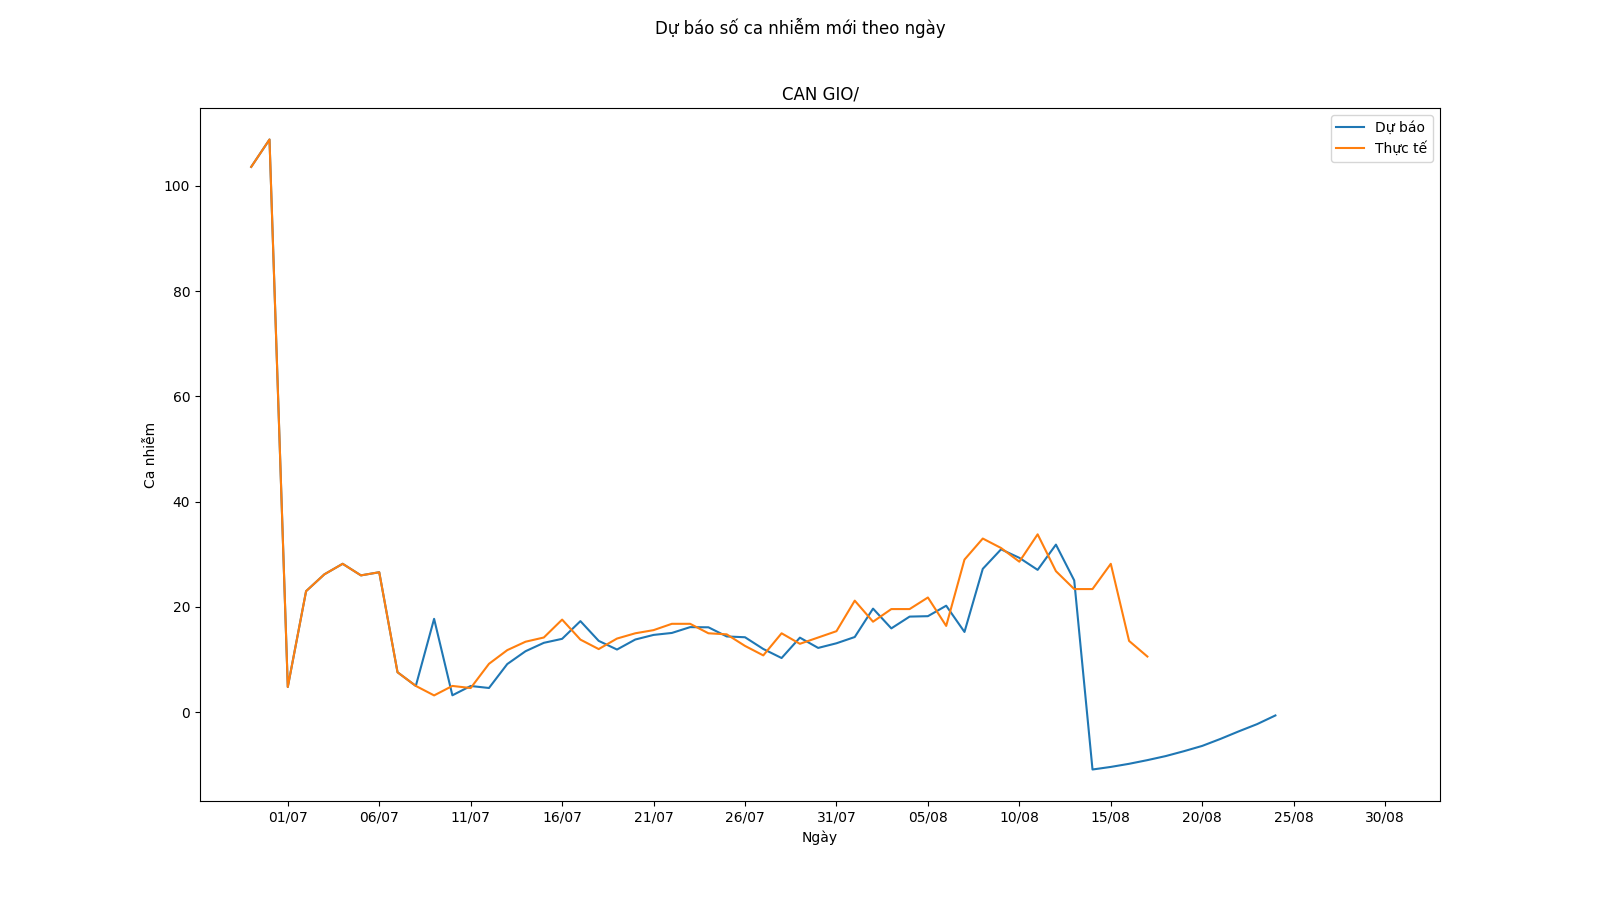 Dự báo số ca nhiễm mới theo ngày
CAN GIO/
Dự báo
Thực tế
100
80
60
40
20
0
Ca nhiễm
01/07 06/07 11/07 16/07 21/07 26/07 31/07 05/08 10/08 15/08 20/08 25/08 30/08
Ngày